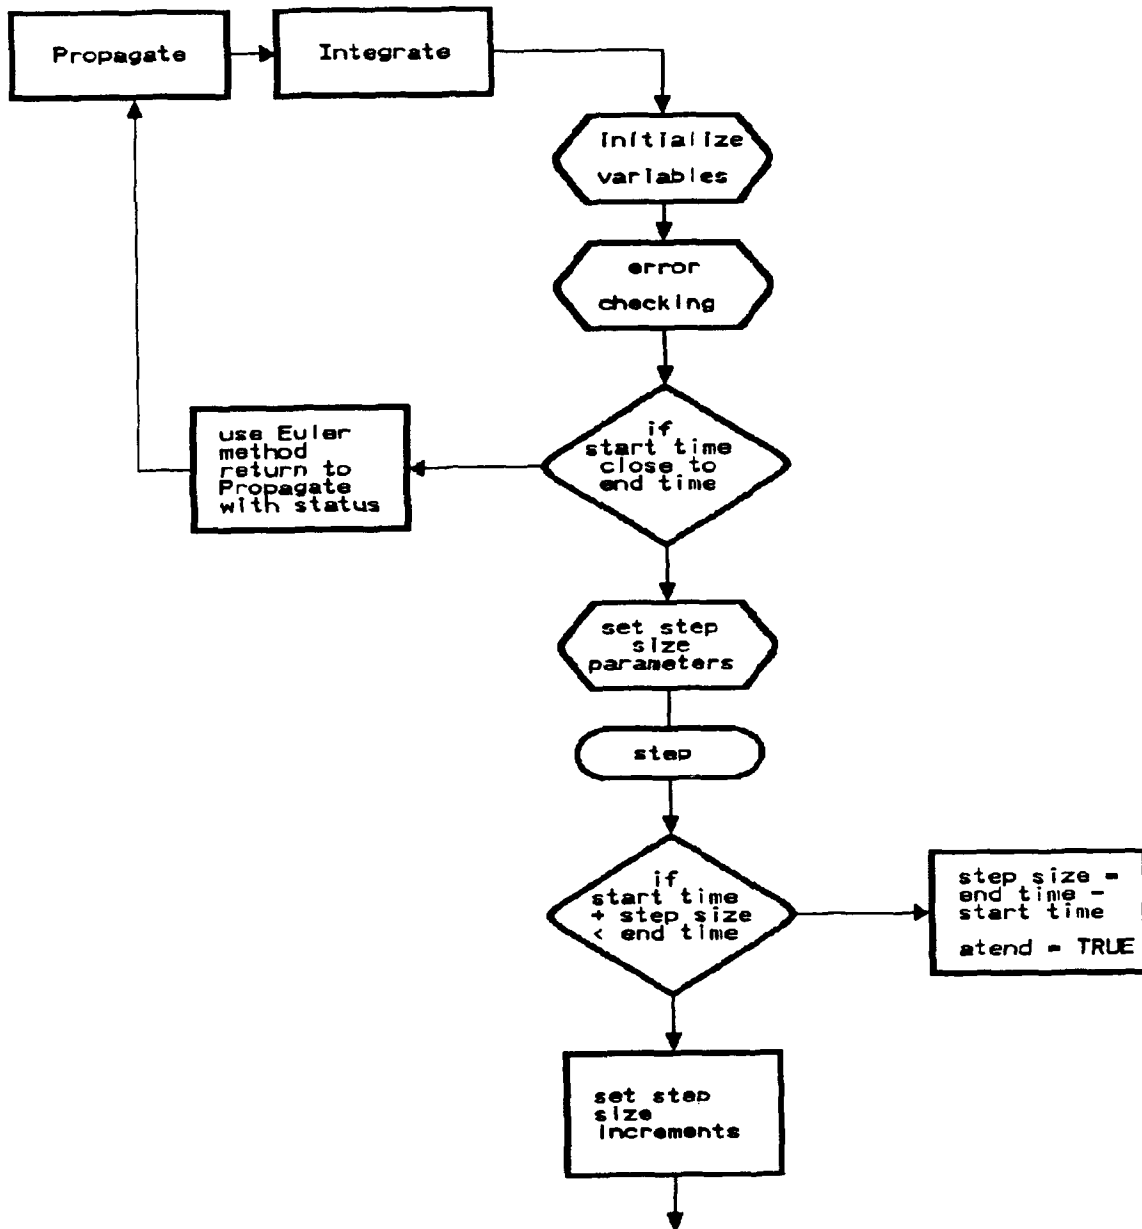 Propagate
Integrate
initialize
variables
error
checking
if
start time
close to
end time
use Euler
method
return to
Propagate
with status
set step
size
parameters
step
if
start time
+ step size
< end time
step size =
end time -
start time
atend = TRUE
set step
size
increments